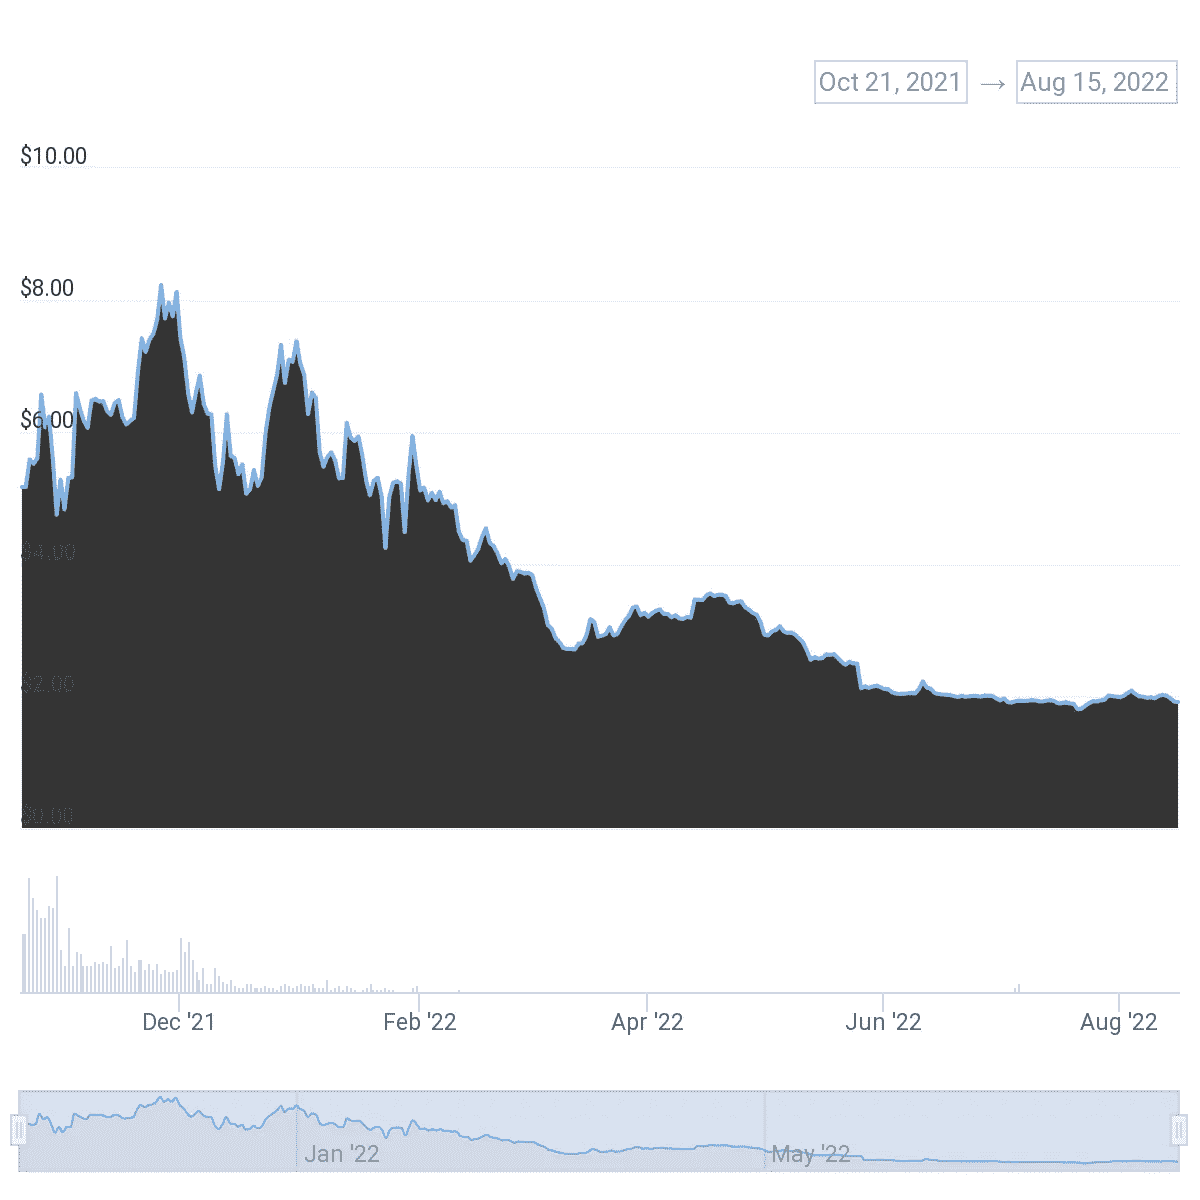 Oct 21, 2021 → Aug 15, 2022
$10.00
$8.00
$6.00
$4.00
$2.00
$0.00
Dec '21 Feb '22 Apr '22 Jun '22 Aug '22
Jan '22 May '22